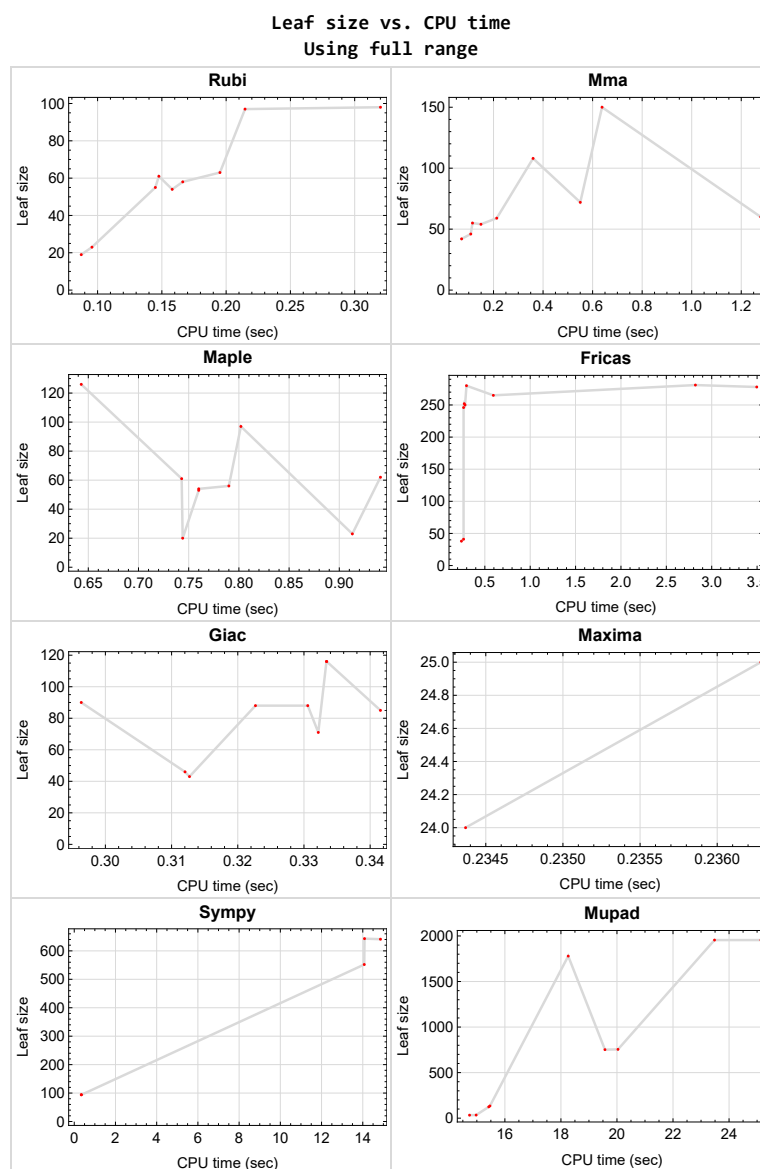 Leaf size vs. CPU time
Using full range
Rubi
100
80
60
40
20
0
Leaf size
0.10 0.15 0.20 0.25 0.30
CPU time (sec)
Mma
150
100
50
0
Leaf size
0.2 0.4 0.6 0.8 1.0 1.2
CPU time (sec)
Maple
120
100
80
60
40
20
0
Leaf size
0.65 0.70 0.75 0.80 0.85 0.90
CPU time (sec)
Fricas
250
200
150
100
50
0
Leaf size
0.5 1.0 1.5 2.0 2.5 3.0 3.5
CPU time (sec)
Giac
120
100
80
60
40
20
0
Leaf size
0.30 0.31 0.32 0.33 0.34
CPU time (sec)
Maxima
25.0
24.8
24.6
24.4
24.2
24.0
Leaf size
0.2345 0.2350 0.2355 0.2360
CPU time (sec)
Sympy
600
500
400
300
200
100
0
Leaf size
0 2 4 6 8 10 12 14
CPU time (sec)
Mupad
2000
1500
1000
500
0
Leaf size
16 18 20 22 24
CPU time (sec)